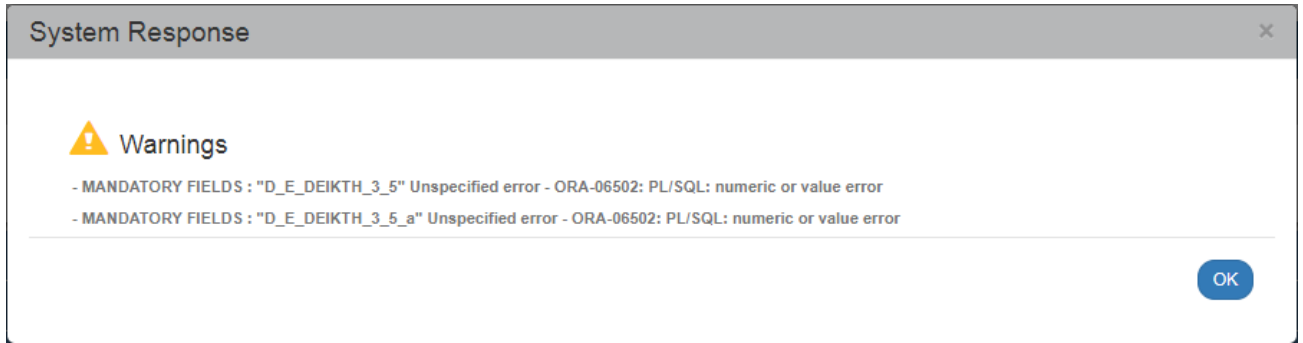 System Response
×
Warnings
- MANDATORY FIELDS : "D_E_DEIKTH_3_5" Unspecified error - ORA-06502: PL/SQL: numeric or value error
- MANDATORY FIELDS : "D_E_DEIKTH_3_5_a" Unspecified error - ORA-06502: PL/SQL: numeric or value error
OK